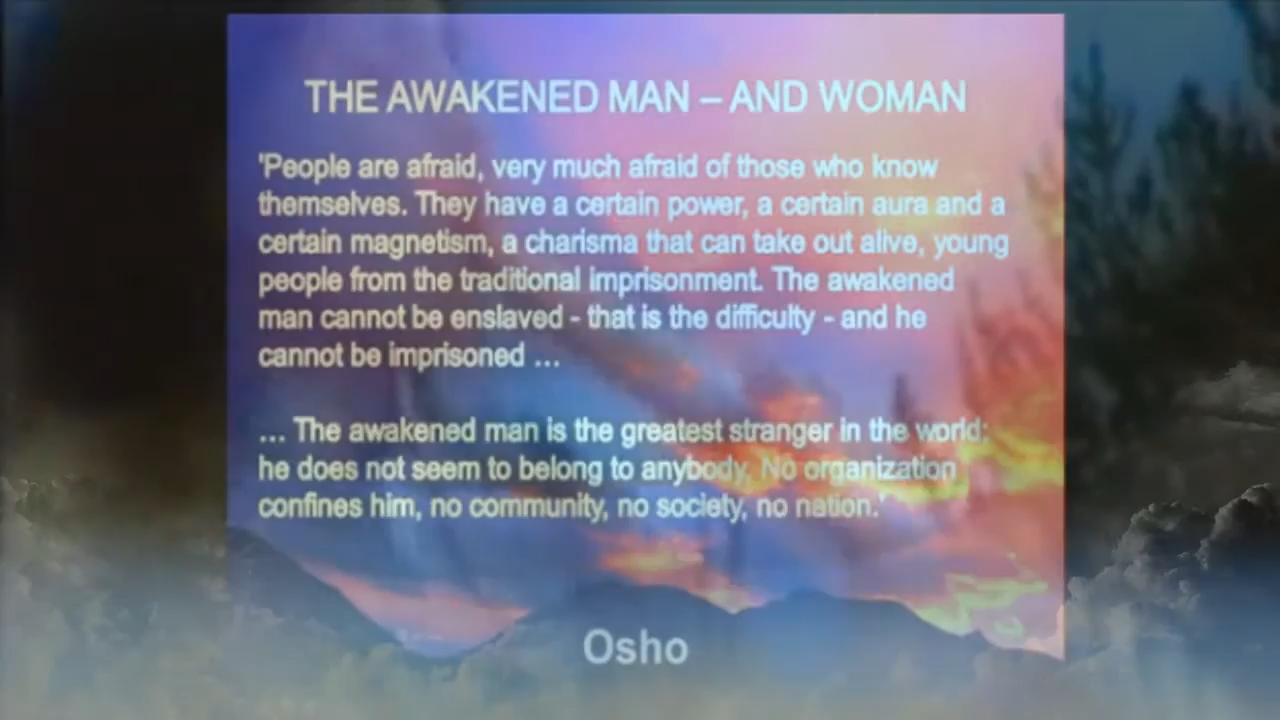 THE AWAKENED MAN – AND WOMAN
'People are afraid, very much afraid of those who know
themselves. They have a certain power, a certain aura and a
certain magnetism, a charisma that can take out alive, young
people from the traditional imprisonment. The awakened
man cannot be enslaved - that is the difficulty - and he
cannot be imprisoned ...
... The awakened man is the greatest stranger in the world;
he does not seem to belong to anybody. No organization
confines him, no community, no society, no nation.'
Osho